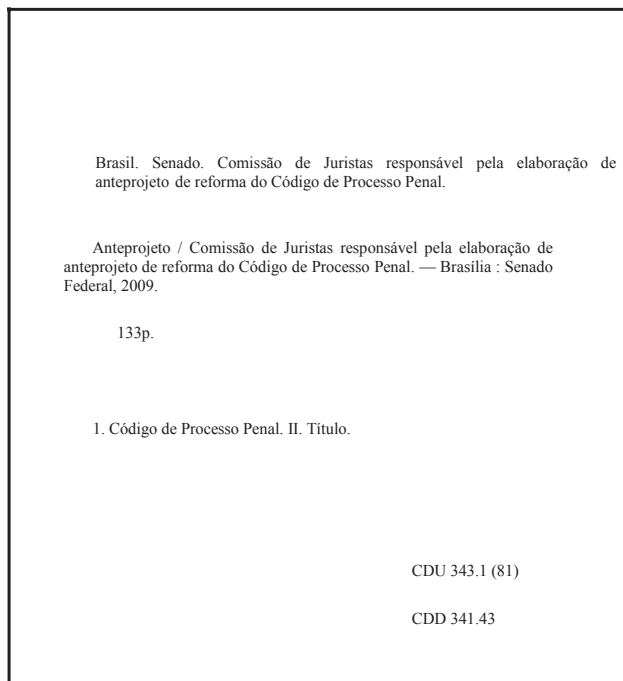 Brasil. Senado. Comissão de Juristas responsável pela elaboração de
anteprojeto de reforma do Código de Processo Penal.
Anteprojeto / Comissão de Juristas responsável pela elaboração de
anteprojeto de reforma do Código de Processo Penal. — Brasília : Senado
Federal, 2009.
133p.
1. Código de Processo Penal. II. Título.
CDU 343.1 (81)
CDD 341.43